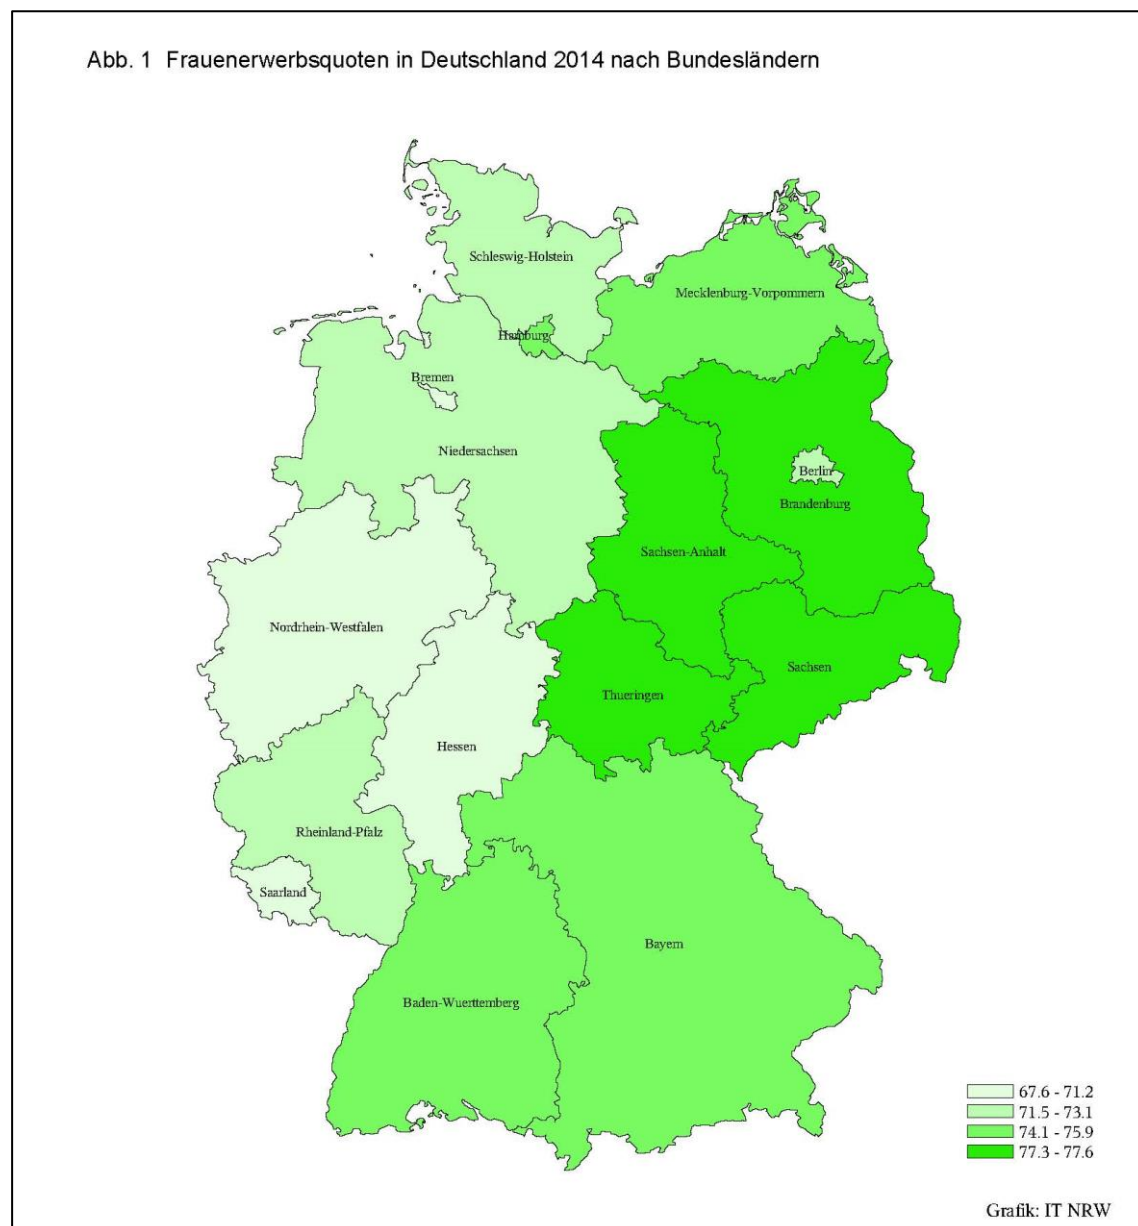 Abb. 1 Frauenerwerbsquoten in Deutschland 2014 nach Bundesländern
Schleswig-Holstein
Mecklenburg-Vorpommern
Hamburg
Bremen
Niedersachsen
Berlin
Brandenburg
Sachsen-Anhalt
Nordrhein-Westfalen
Sachsen
Thueringen
Hessen
Rheinland-Pfalz
Saarland
Bayern
Baden-Wuerttemberg
67.6 - 71.2
71.5 - 73.1
74.1 - 75.9
77.3 - 77.6
Grafik: IT NRW